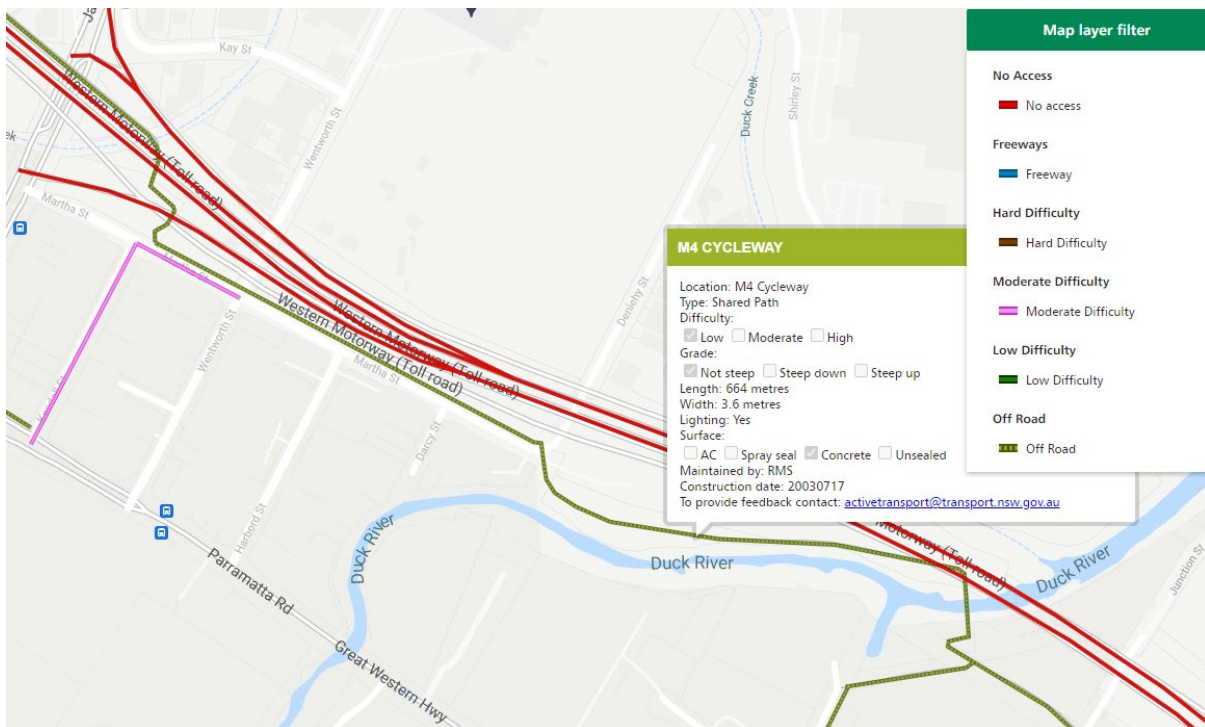 Map layer filter
No Access
No access
Freeways
Freeway
Hard Difficulty
Hard Difficulty
Moderate Difficulty
Moderate Difficulty
Low Difficulty
Low Difficulty
Off Road
Off Road
M4 CYCLEWAY
Location: M4 Cycleway
Type: Shared Path
Difficulty:
Low Moderate High
Grade:
Not steep Steep down Steep up
Length: 664 metres
Width: 3.6 metres
Lighting: Yes
Surface:
AC Spray seal Concrete Unsealed
Maintained by: RMS
Construction date: 20030717
To provide feedback contact: activetransport@transport.nsw.gov.au
Kay St
Wentworth St
Duck Creek
Shirley St
Western Motorway (Toll road)
Martha St
Deniehy St
Western Motorway (Toll road)
Western Motorway (Toll road)
Wentworth St
Martha St
Darcy St
Harbord St
Duck River
Duck River
Motorway (Toll road)
Duck River
Junction St
Parramatta Rd
Great Western Hwy